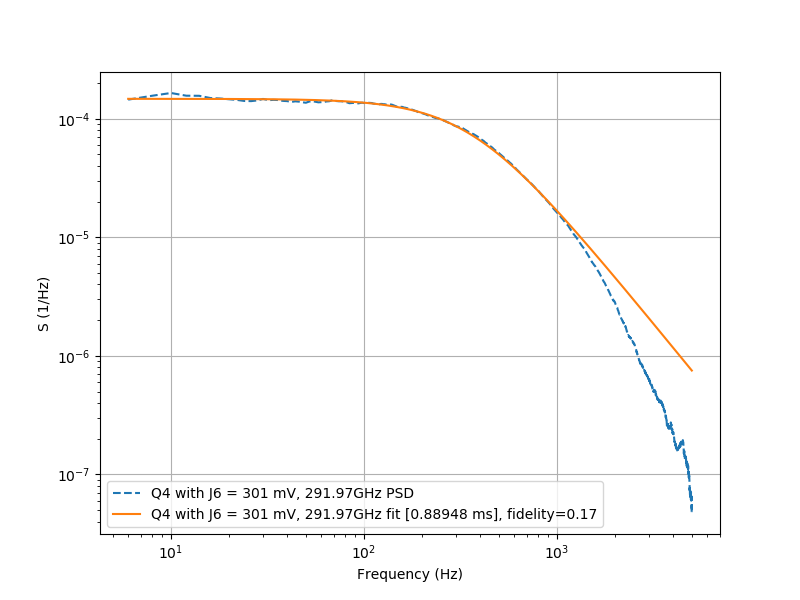 10⁻⁴
10⁻⁵
10⁻⁶
10⁻⁷
S (1/Hz)
Q4 with J6 = 301 mV, 291.97GHz PSD
Q4 with J6 = 301 mV, 291.97GHz fit [0.88948 ms], fidelity=0.17
10¹ 10² 10³
Frequency (Hz)